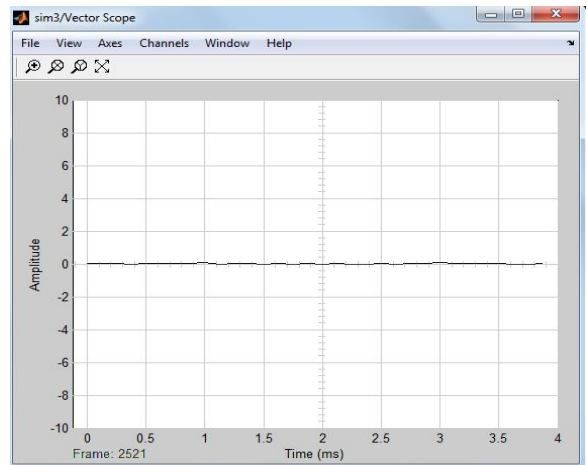 sim3/Vector Scope
File View Axes Channels Window Help
10
8
6
4
2
0
-2
-4
-6
-8
-10
Amplitude
0 0.5 1 1.5 2 2.5 3 3.5 4
Frame: 2521 Time (ms)